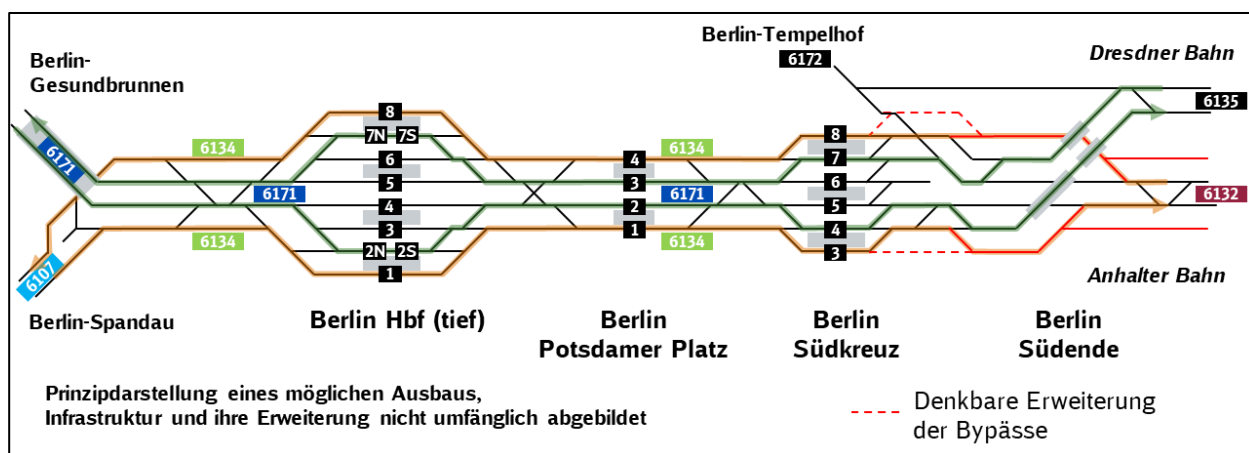 Berlin-
Gesundbrunnen
Berlin-Tempelhof
6172
Dresdner Bahn
6135
8
7N 7S
6
5
4
3
2N 2S
1
6171
6134
6171
6134
6107
4
3
2
1
6134
6171
6134
8
7
6
5
4
3
6132
Anhalter Bahn
Berlin-Spandau
Berlin Hbf (tief)
Berlin
Potsdamer Platz
Berlin
Südkreuz
Berlin
Südende
Prinzipdarstellung eines möglichen Ausbaus,
Infrastruktur und ihre Erweiterung nicht umfänglich abgebildet
Denkbare Erweiterung
der Bypässe